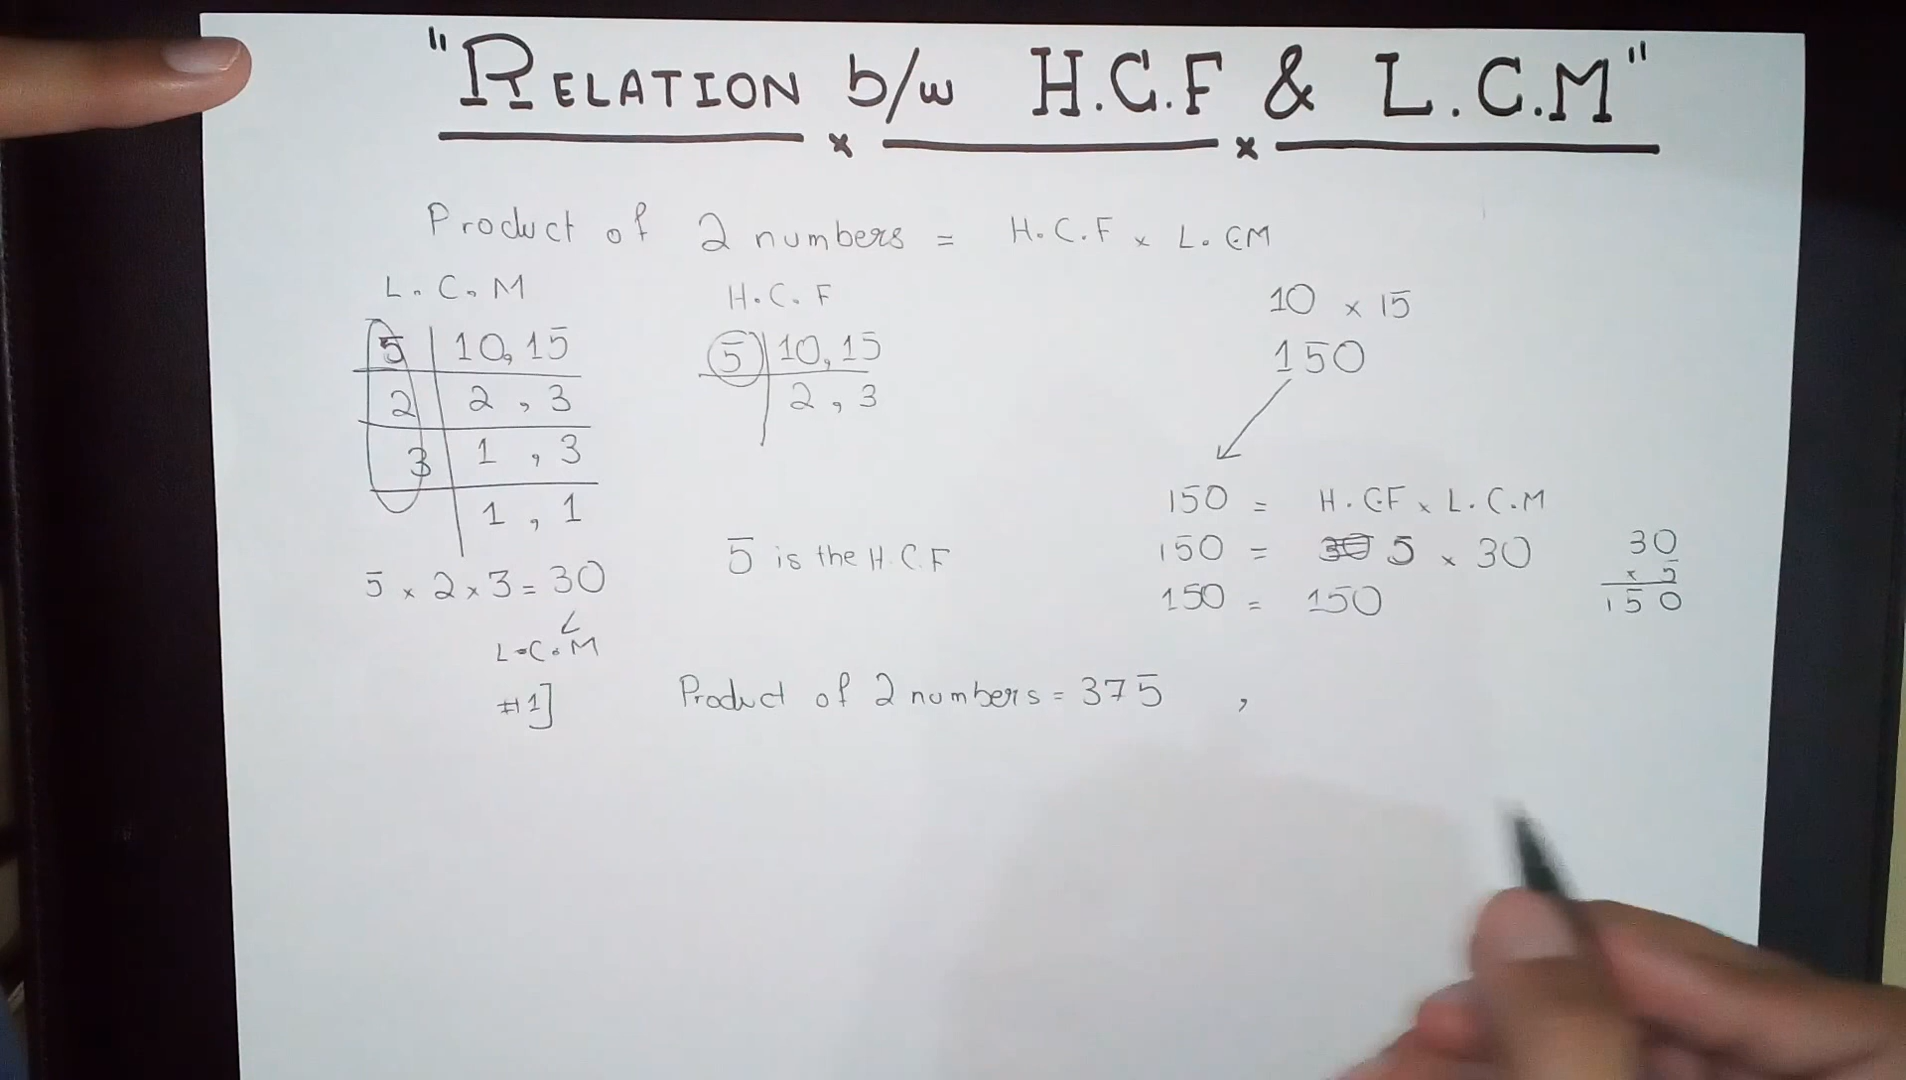 "RELATION b/w H.C.F & L.C.M"
x x
Product of 2 numbers = H.C.F x L.CM
L.C.M
5 | 10, 15
2 | 2, 3
3 | 1, 3
1, 1
5 x 2 x 3 = 30
L.C.M
H.C.F
5 | 10, 15
2, 3
5 is the H.C.F
10 x 15
150
150 = H.C.F x L.C.M
150 = 5 x 30
150 = 150
30
x 5
150
#1] Product of 2 numbers = 375 ,